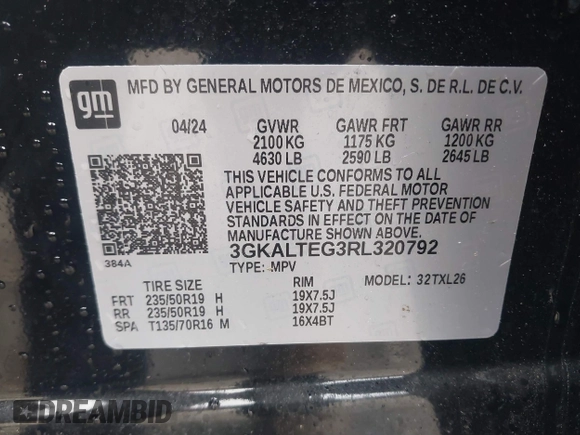 gm
MFD BY GENERAL MOTORS DE MEXICO, S. DE R.L. DE C.V.
04/24 GVWR GAWR FRT GAWR RR
2100 KG 1175 KG 1200 KG
4630 LB 2590 LB 2645 LB
THIS VEHICLE CONFORMS TO ALL
APPLICABLE U.S. FEDERAL MOTOR
VEHICLE SAFETY AND THEFT PREVENTION
STANDARDS IN EFFECT ON THE DATE OF
MANUFACTURE SHOWN ABOVE.
3GKALTEG3RL320792
384A
TYPE: MPV
TIRE SIZE RIM MODEL: 32TXL26
FRT 235/50R19 H 19X7.5J
RR 235/50R19 H 19X7.5J
SPA T135/70R16 M 16X4BT
DREAMBID